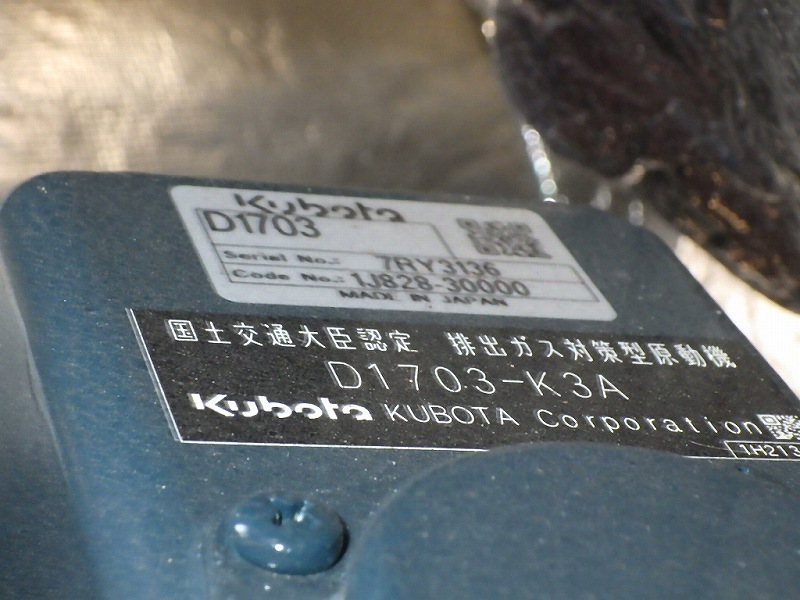 Kubota
D1703
Serial No.: 7RY3136
Code No.: 1J828-30000
MADE IN JAPAN
国土交通大臣認定 排出ガス対策型原動機
D1703-K3A
Kubota KUBOTA Corporation
1H213